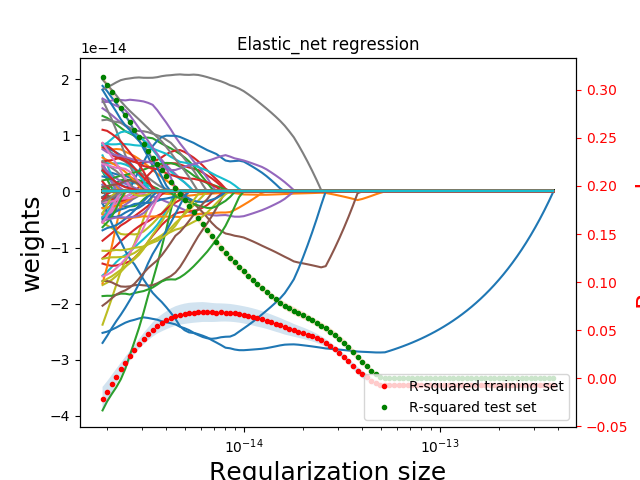 Elastic_net regression
1e−14
2
1
0
−1
−2
−3
−4
weights
0.30
0.25
0.20
0.15
0.10
0.05
0.00
−0.05
R-squared training set
R-squared test set
10⁻¹⁴
10⁻¹³
Regularization size